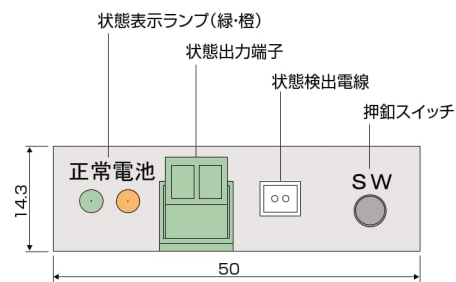 状態表示ランプ(緑・橙)
状態出力端子
状態検出電線
押釦スイッチ
正常電池
SW
14.3
50